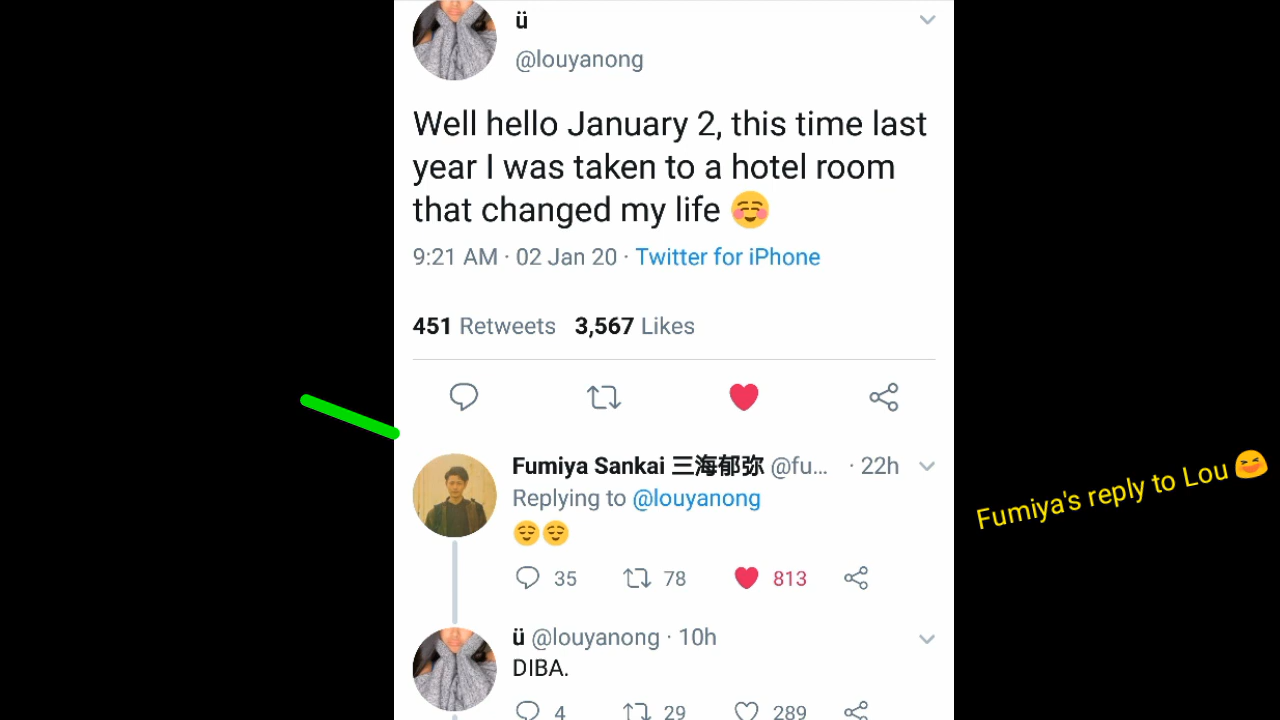 ü
@louyanong
Well hello January 2, this time last
year I was taken to a hotel room
that changed my life ☺️
9:21 AM · 02 Jan 20 · Twitter for iPhone
451 Retweets 3,567 Likes
Fumiya Sankai 三海郁弥 @fu... · 22h
Replying to @louyanong
😌😌
35 78 813
Fumiya's reply to Lou 😆
ü @louyanong · 10h
DIBA.
4 29 289